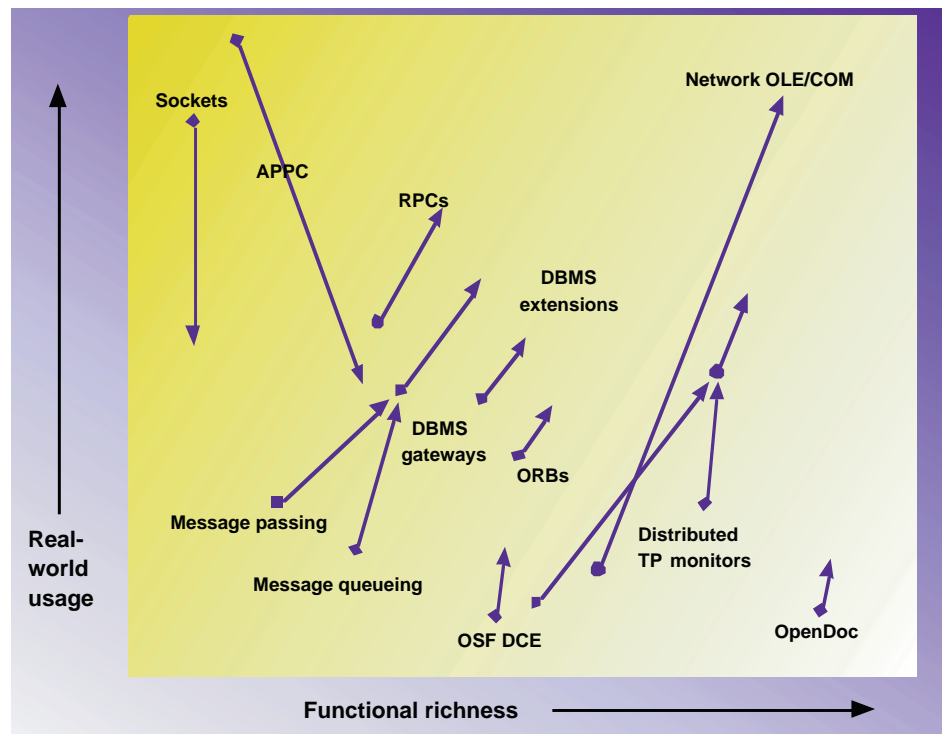 Network OLE/COM
Sockets
APPC
RPCs
DBMS
extensions
DBMS
gateways
ORBs
Message passing
Distributed
TP monitors
Real-
world
usage
Message queueing
OSF DCE
OpenDoc
Functional richness